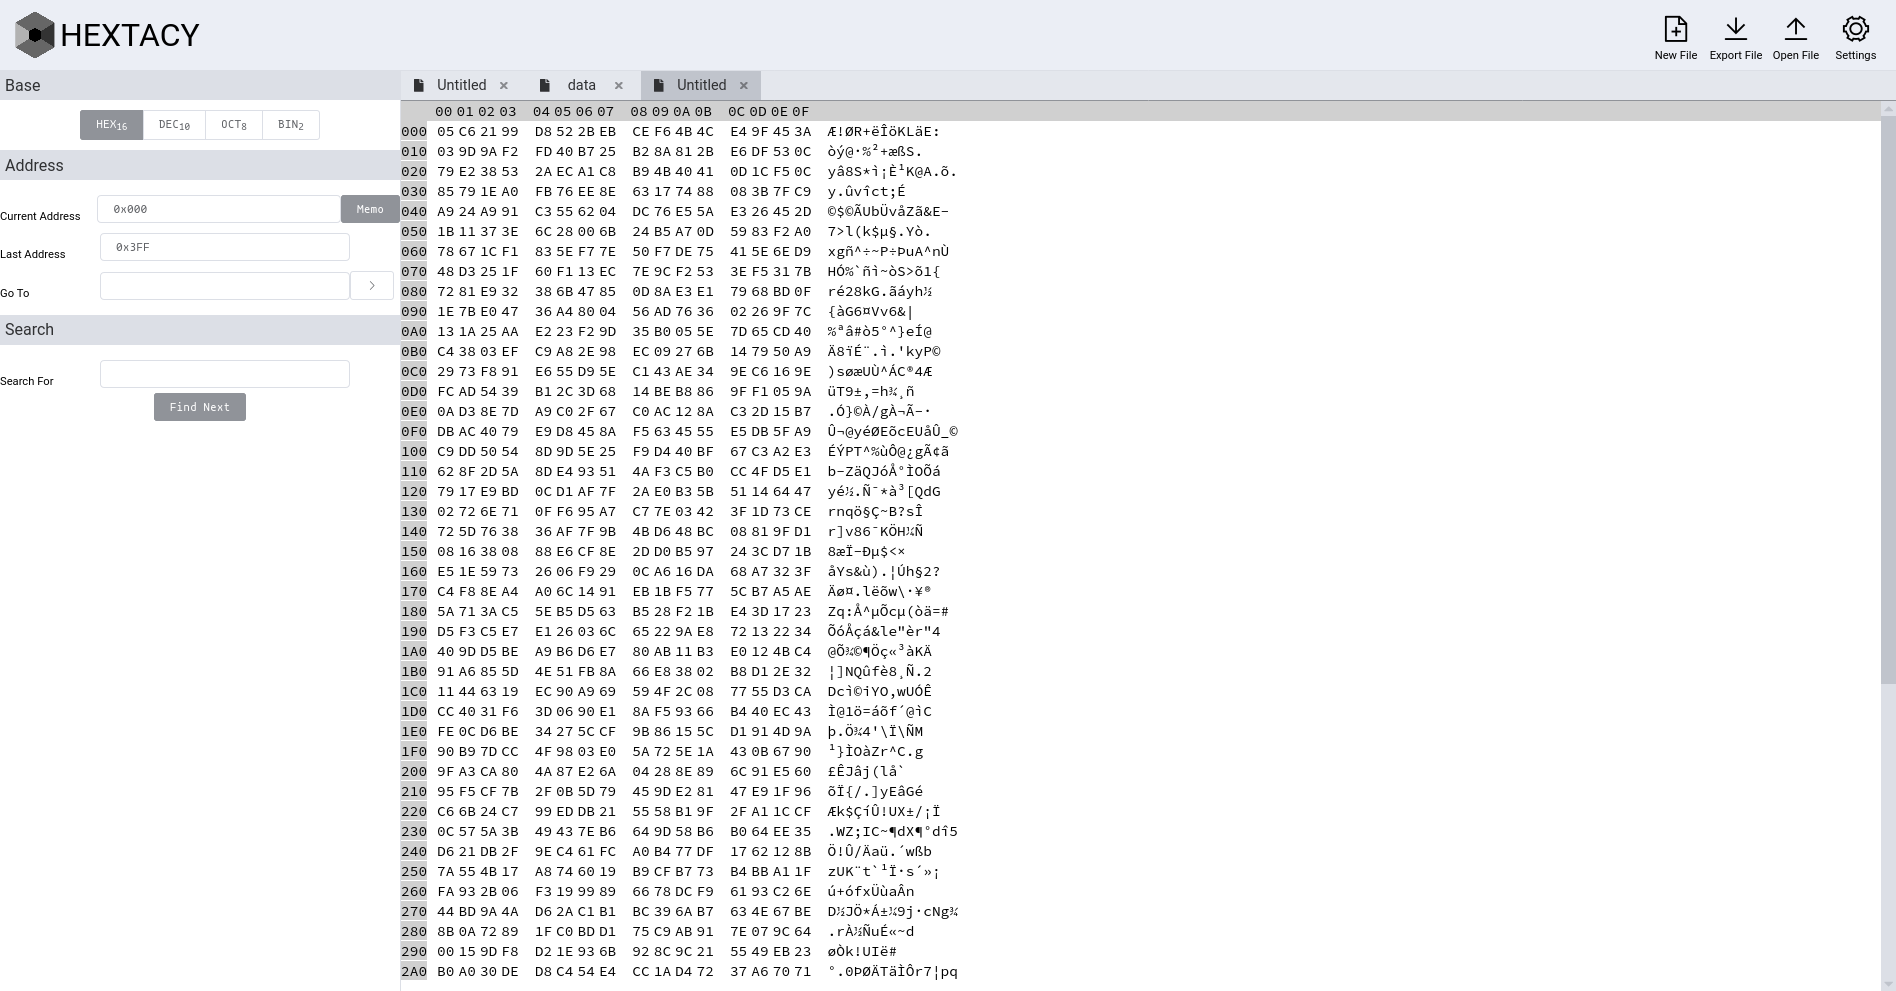 HEXTACY
New File Export File Open File Settings
Base
Untitled × data × Untitled ×
HEX16 DEC10 OCT8 BIN2
Address
Current Address 0x000 Memo
Last Address 0x3FF
Go To >
Search
Search For
Find Next
00 01 02 03 04 05 06 07 08 09 0A 0B 0C 0D 0E 0F
000 05 C6 21 99 D8 52 2B EB CE F6 4B 4C E4 9F 45 3A Æ!ØR+ëÎöKLäE:
010 03 9D 9A F2 FD 40 B7 25 B2 8A 81 2B E6 DF 53 0C òý@·%²+æßS.
020 79 E2 38 53 2A EC A1 C8 B9 4B 40 41 0D 1C F5 0C yâ8S*ì¡È¹K@A.õ.
030 85 79 1E A0 FB 76 EE 8E 63 17 74 88 08 3B 7F C9 y.ûvîct;É
040 A9 24 A9 91 C3 55 62 04 DC 76 E5 5A E3 26 45 2D ©$©ÃUbÜvåZã&E-
050 1B 11 37 3E 6C 28 00 6B 24 B5 A7 0D 59 83 F2 A0 7>l(k$µ§.Yò.
060 78 67 1C F1 83 5E F7 7E 50 F7 DE 75 41 5E 6E D9 xgñ^÷~P÷ÞuA^nÙ
070 48 D3 25 1F 60 F1 13 EC 7E 9C F2 53 3E F5 31 7B HÓ%`ñì~òS>õ1{
080 72 81 E9 32 38 6B 47 85 0D 8A E3 E1 79 68 BD 0F ré28kG.ãáyh½
090 1E 7B E0 47 36 A4 80 04 56 AD 76 36 02 26 9F 7C {àG6¤Vv6&|
0A0 13 1A 25 AA E2 23 F2 9D 35 B0 05 5E 7D 65 CD 40 %ªâ#ò5°^}eÍ@
0B0 C4 38 03 EF C9 A8 2E 98 EC 09 27 6B 14 79 50 A9 Ä8ïÉ¨.ì.'kyP©
0C0 29 73 F8 91 E6 55 D9 5E C1 43 AE 34 9E C6 16 9E )søæUÙ^ÁC®4Æ
0D0 FC AD 54 39 B1 2C 3D 68 14 BE B8 86 9F F1 05 9A üT9±,=h¾¸ñ
0E0 0A D3 8E 7D A9 C0 2F 67 C0 AC 12 8A C3 2D 15 B7 .Ó}©À/gÀ¬Ã-·
0F0 DB AC 40 79 E9 D8 45 8A F5 63 45 55 E5 DB 5F A9 Û¬@yéØEõcEUåÛ_©
100 C9 DD 50 54 8D 9D 5E 25 F9 D4 40 BF 67 C3 A2 E3 ÉÝPT^%ùÔ@¿gÃ¢ã
110 62 8F 2D 5A 8D E4 93 51 4A F3 C5 B0 CC 4F D5 E1 b-ZäQJóÅ°ÌOÕá
120 79 17 E9 BD 0C D1 AF 7F 2A E0 B3 5B 51 14 64 47 yé½.Ñ¯*à³[QdG
130 02 72 6E 71 0F F6 95 A7 C7 7E 03 42 3F 1D 73 CE rnqö§Ç~B?sÎ
140 72 5D 76 38 36 AF 7F 9B 4B D6 48 BC 08 81 9F D1 r]v86¯KÖH¼Ñ
150 08 16 38 08 88 E6 CF 8E 2D D0 B5 97 24 3C D7 1B 8æÏ-Ðµ$<×
160 E5 1E 59 73 26 06 F9 29 0C A6 16 DA 68 A7 32 3F åYs&ù).¦Úh§2?
170 C4 F8 8E A4 A0 6C 14 91 EB 1B F5 77 5C B7 A5 AE Äø¤.lëõw\·¥®
180 5A 71 3A C5 5E B5 D5 63 B5 28 F2 1B E4 3D 17 23 Zq:Å^µÕcµ(òä=#
190 D5 F3 C5 E7 E1 26 03 6C 65 22 9A E8 72 13 22 34 ÕóÅçá&le"èr"4
1A0 40 9D D5 BE A9 B6 D6 E7 80 AB 11 B3 E0 12 4B C4 @Õ¾©¶Öç«³àKÄ
1B0 91 A6 85 5D 4E 51 FB 8A 66 E8 38 02 B8 D1 2E 32 ¦]NQûfè8¸Ñ.2
1C0 11 44 63 19 EC 90 A9 69 59 4F 2C 08 77 55 D3 CA Dcì©iYO,wUÓÊ
1D0 CC 40 31 F6 3D 06 90 E1 8A F5 93 66 B4 40 EC 43 Ì@1ö=áõf´@ìC
1E0 FE 0C D6 BE 34 27 5C CF 9B 86 15 5C D1 91 4D 9A þ.Ö¾4'\Ï\ÑM
1F0 90 B9 7D CC 4F 98 03 E0 5A 72 5E 1A 43 0B 67 90 ¹}ÌOàZr^C.g
200 9F A3 CA 80 4A 87 E2 6A 04 28 8E 89 6C 91 E5 60 £ÊJâj(lå`
210 95 F5 CF 7B 2F 0B 5D 79 45 9D E2 81 47 E9 1F 96 õÏ{/.]yEâGé
220 C6 6B 24 C7 99 ED DB 21 55 58 B1 9F 2F A1 1C CF Æk$ÇíÛ!UX±/¡Ï
230 0C 57 5A 3B 49 43 7E B6 64 9D 58 B6 B0 64 EE 35 .WZ;IC~¶dX¶°dî5
240 D6 21 DB 2F 9E C4 61 FC A0 B4 77 DF 17 62 12 8B Ö!Û/Äaü.´wßb
250 7A 55 4B 17 A8 74 60 19 B9 CF B7 73 B4 BB A1 1F zUK¨t`¹Ï·s´»¡
260 FA 93 2B 06 F3 19 99 89 66 78 DC F9 61 93 C2 6E ú+ófxÜùaÂn
270 44 BD 9A 4A D6 2A C1 B1 BC 39 6A B7 63 4E 67 BE D½JÖ*Á±¼9j·cNg¾
280 8B 0A 72 89 1F C0 BD D1 75 C9 AB 91 7E 07 9C 64 .rÀ½ÑuÉ«~d
290 00 15 9D F8 D2 1E 93 6B 92 8C 9C 21 55 49 EB 23 øÒk!UIë#
2A0 B0 A0 30 DE D8 C4 54 E4 CC 1A D4 72 37 A6 70 71 °.0ÞØÄTäÌÔr7¦pq